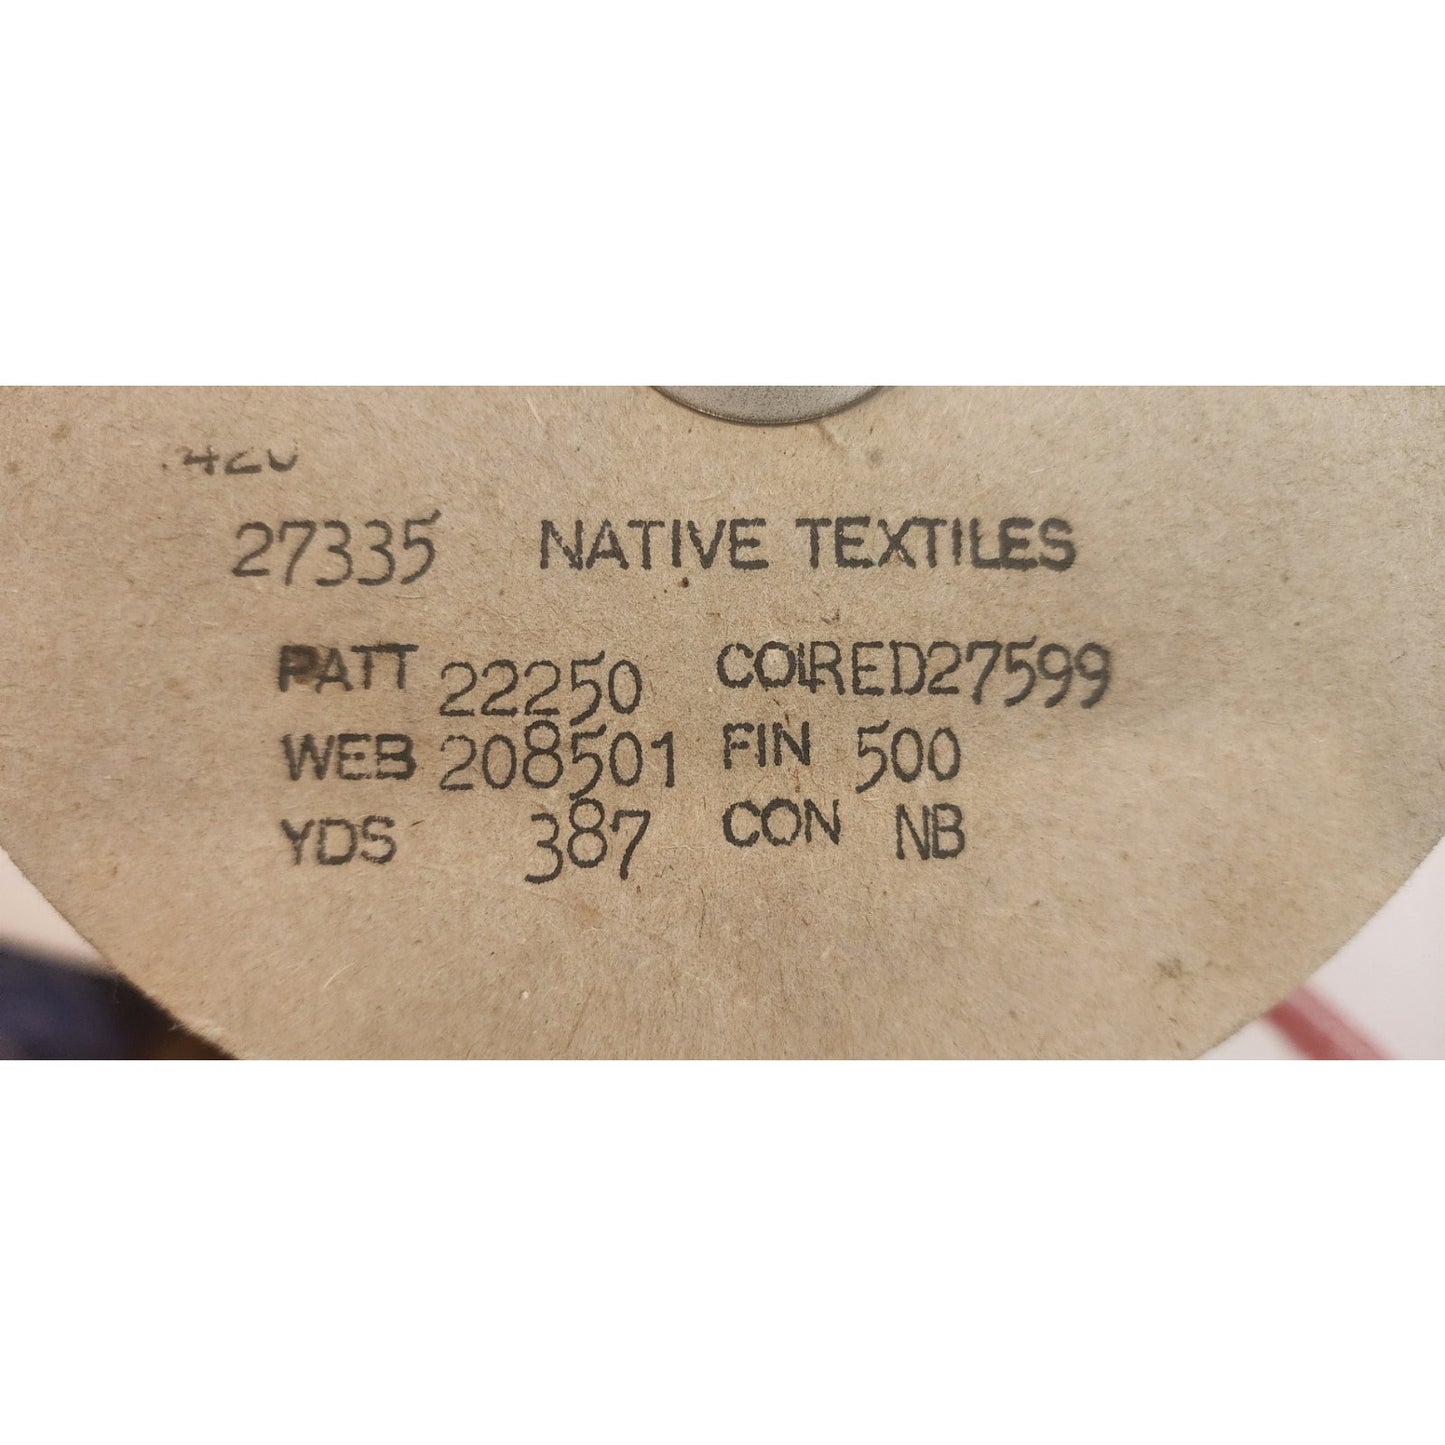 27335 NATIVE TEXTILES
PATT 22250 COLRED27599
WEB 208501 FIN 500
YDS 387 CON NB